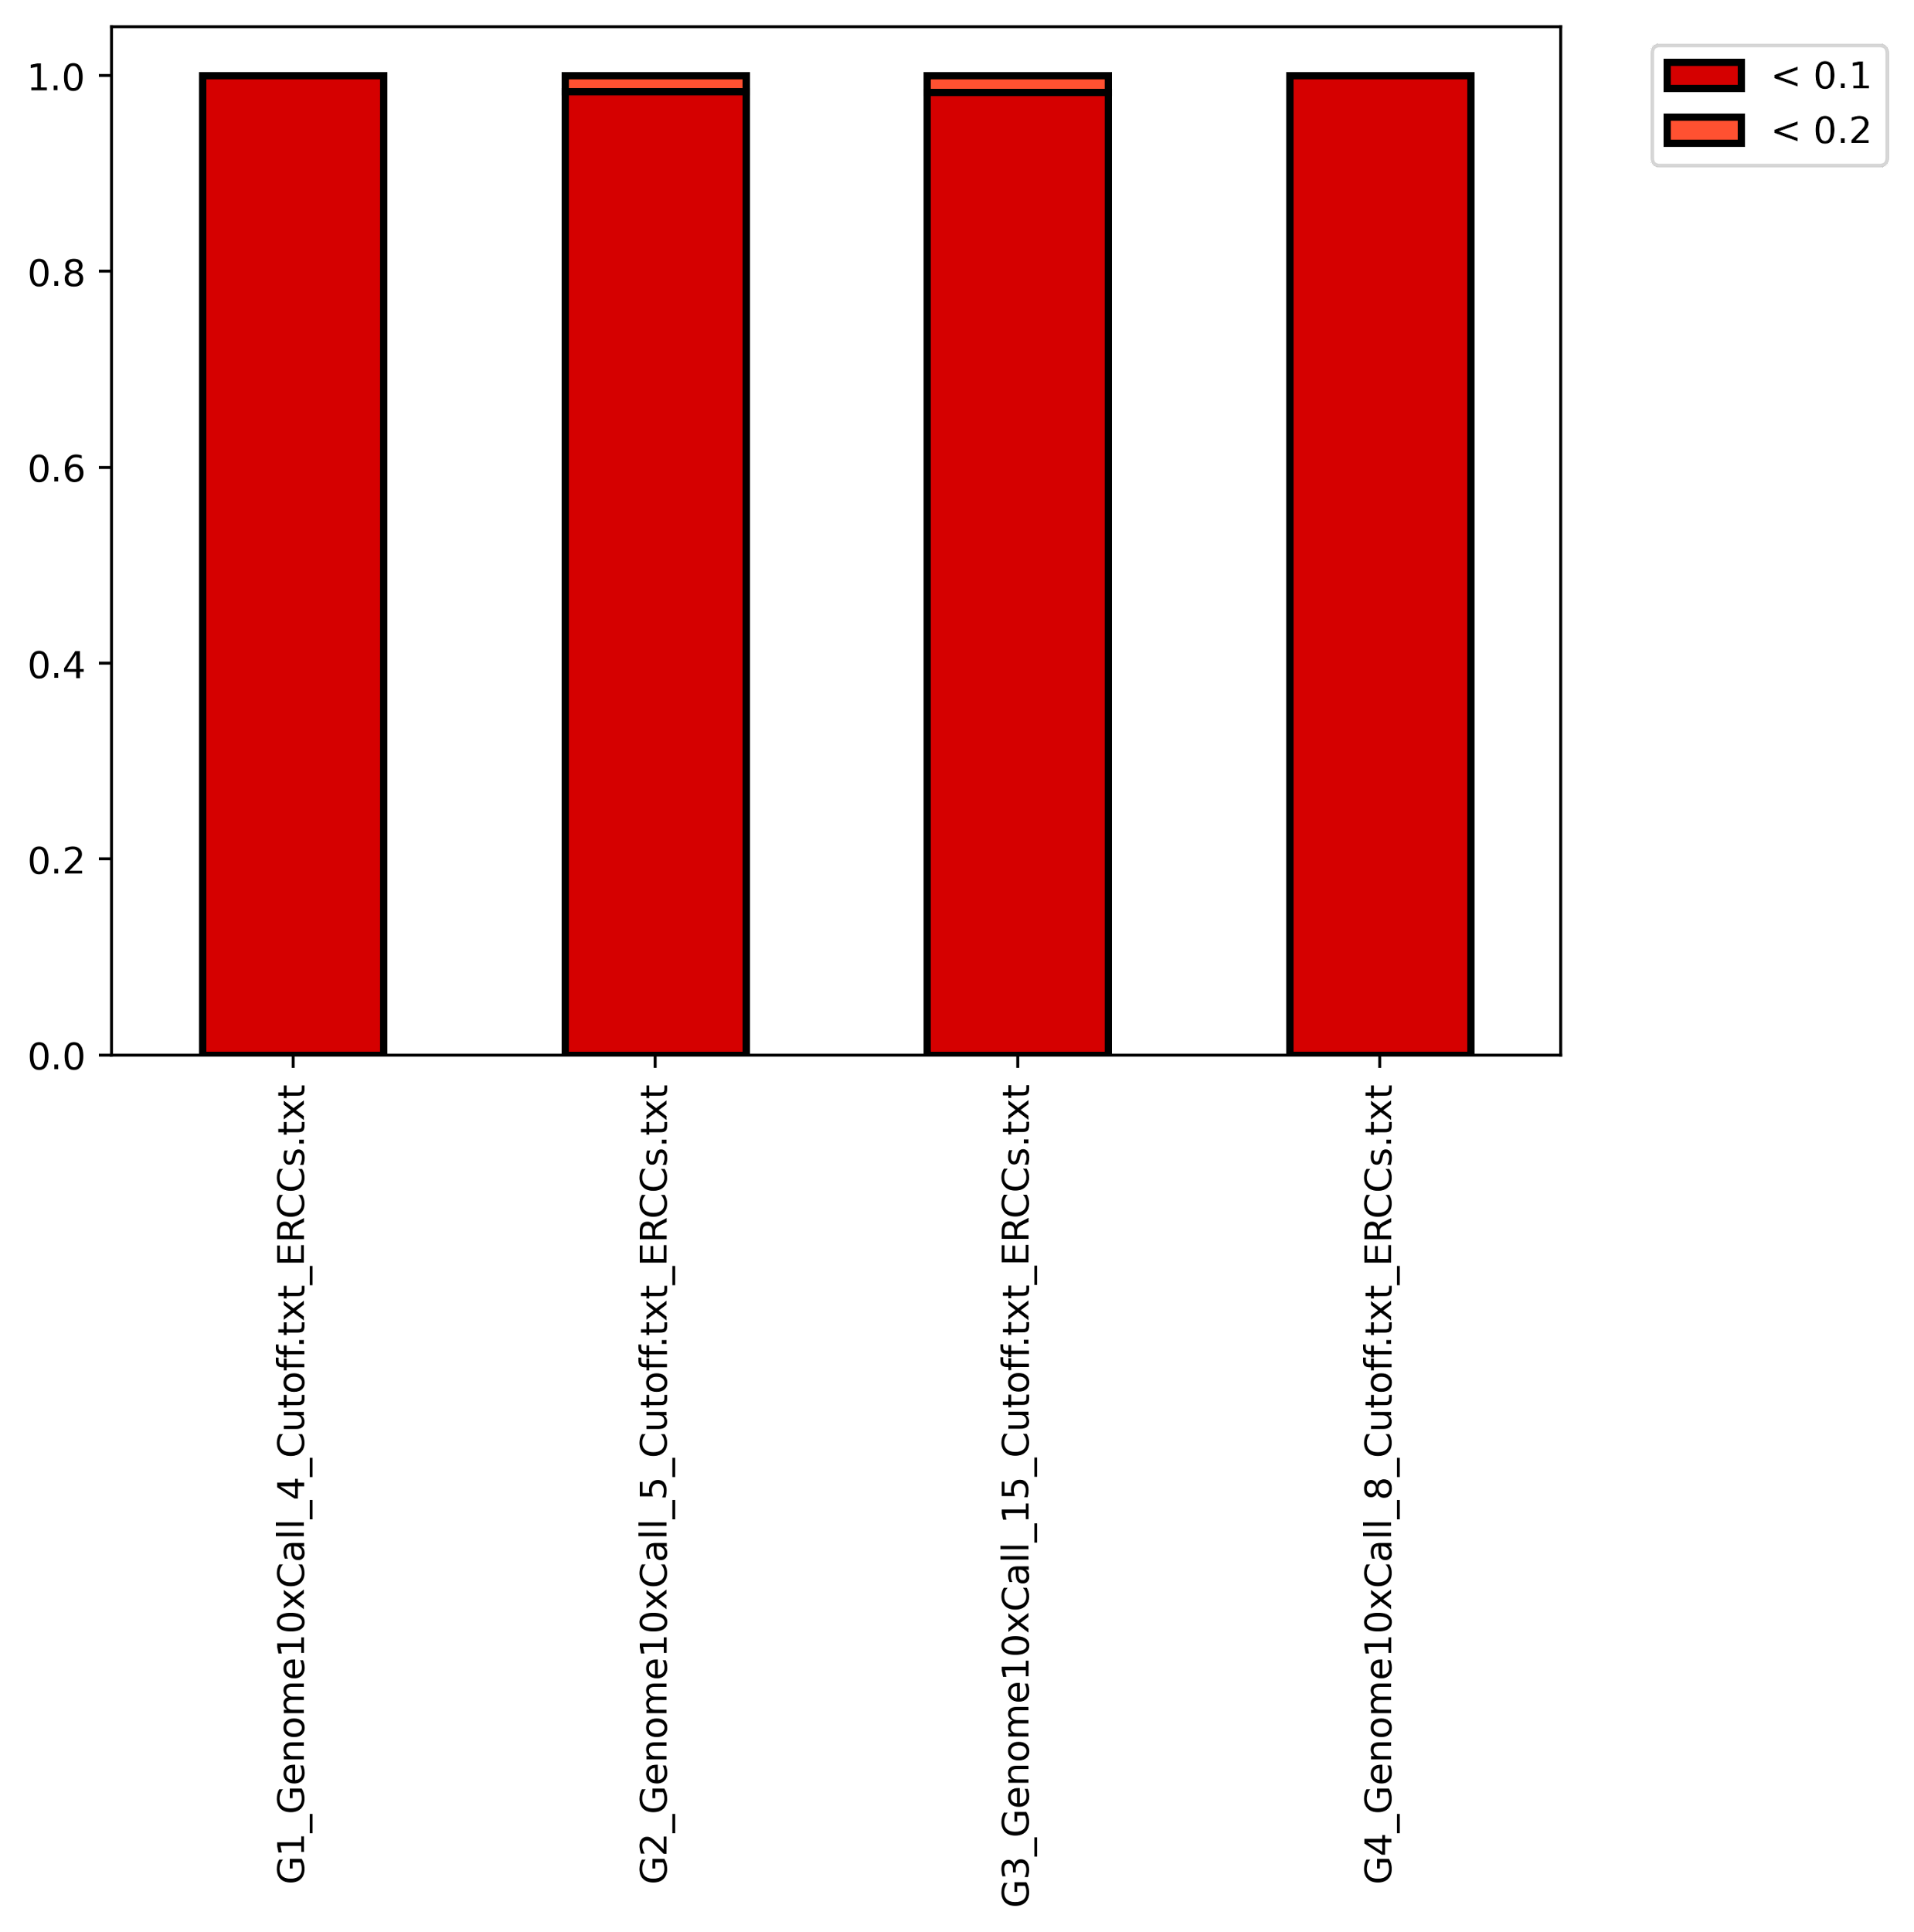 1.0
0.8
0.6
0.4
0.2
0.0
< 0.1
< 0.2
G1_Genome10xCall_4_Cutoff.txt_ERCCs.txt
G2_Genome10xCall_5_Cutoff.txt_ERCCs.txt
G3_Genome10xCall_15_Cutoff.txt_ERCCs.txt
G4_Genome10xCall_8_Cutoff.txt_ERCCs.txt